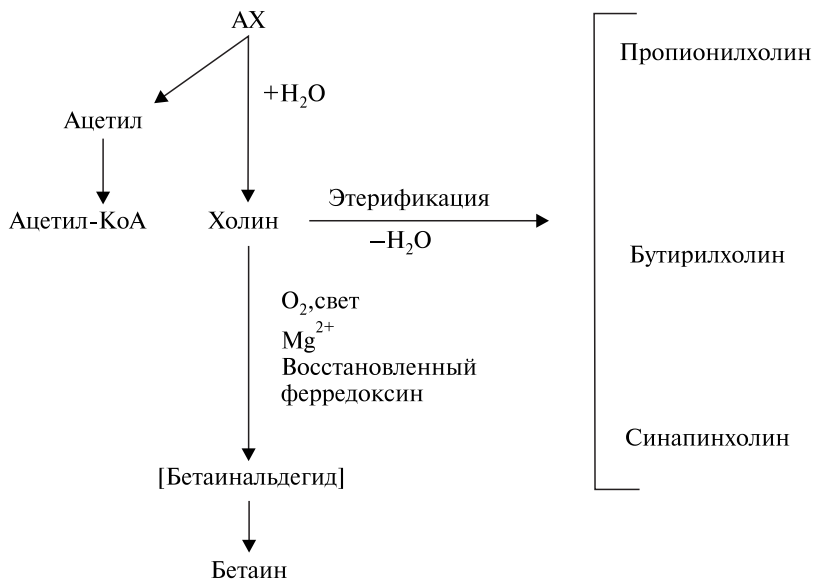 АХ
Пропионилхолин
+H₂O
Ацетил
Этерификация
Ацетил-КоА
Холин
−H₂O
Бутирилхолин
O₂,свет
Mg²⁺
Восстановленный
ферредоксин
Синапинхолин
[Бетаинальдегид]
Бетаин